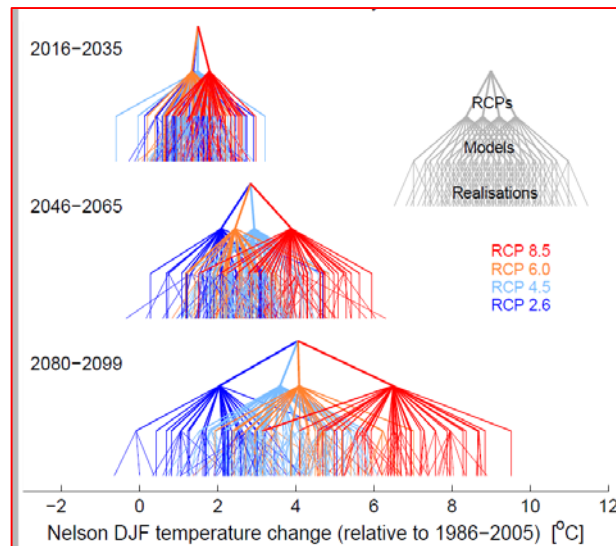 2016−2035
RCPs
Models
Realisations
2046−2065
RCP 8.5
RCP 6.0
RCP 4.5
RCP 2.6
2080−2099
−2 0 2 4 6 8 10 12
Nelson DJF temperature change (relative to 1986−2005) [°C]